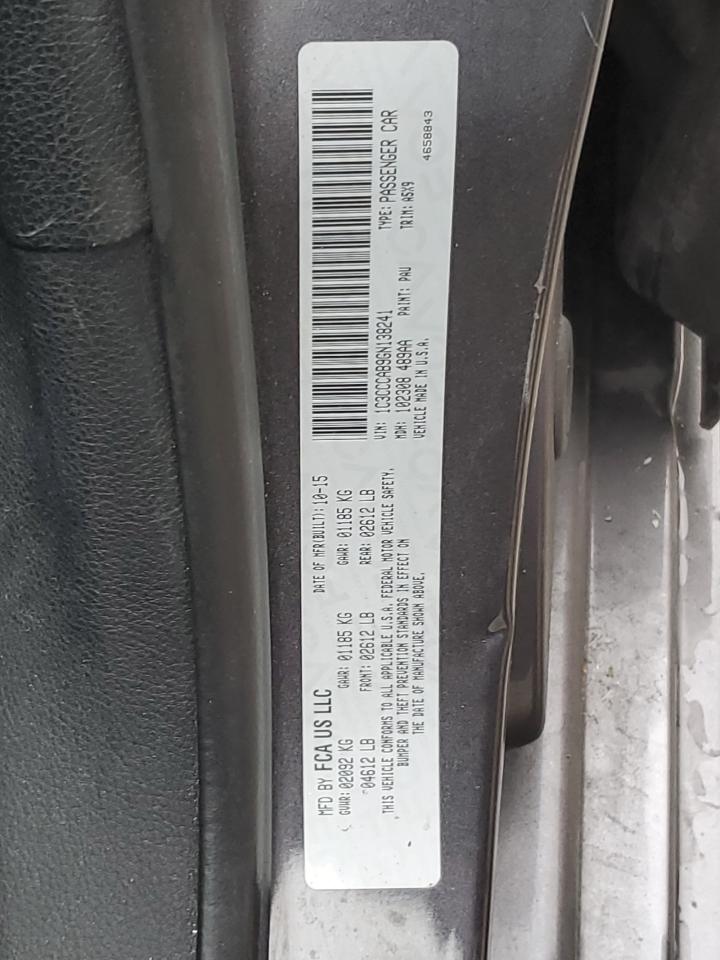 MFD BY FCA US LLC DATE OF MFR(BUILT): 10-15
GVWR: 02092 KG GAWR: 01185 KG GAWR: 01185 KG
04612 LB FRONT: 02612 LB REAR: 02612 LB
THIS VEHICLE CONFORMS TO ALL APPLICABLE U.S.A. FEDERAL MOTOR VEHICLE SAFETY,
BUMPER AND THEFT PREVENTION STANDARDS IN EFFECT ON
THE DATE OF MANUFACTURE SHOWN ABOVE.
VIN: 1C3CCCAB9GN138241 TYPE: PASSENGER CAR
MDH: 102308 489AA PAINT: PAU TRIM: A5X9
VEHICLE MADE IN U.S.A. 4658843